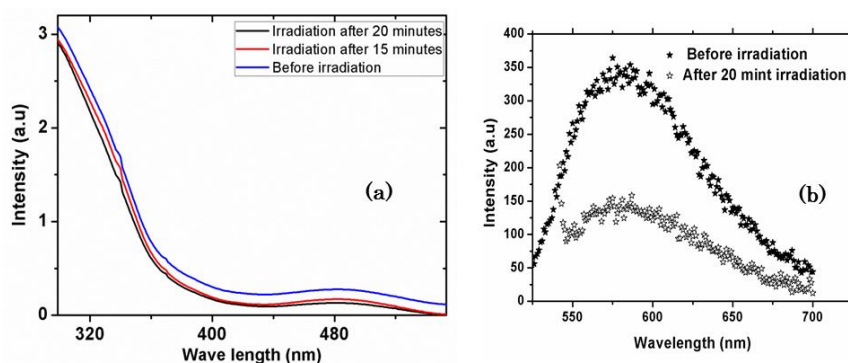 Irradiation after 20 minutes
Irradiation after 15 minutes
Before irradiation
3
2
1
0
Intensity (a.u)
(a)
320
400
480
Wave length (nm)
Before irradiation
After 20 mint irradiation
400
350
300
250
200
150
100
50
0
Intensity (a.u)
(b)
550
600
650
700
Wavelength (nm)